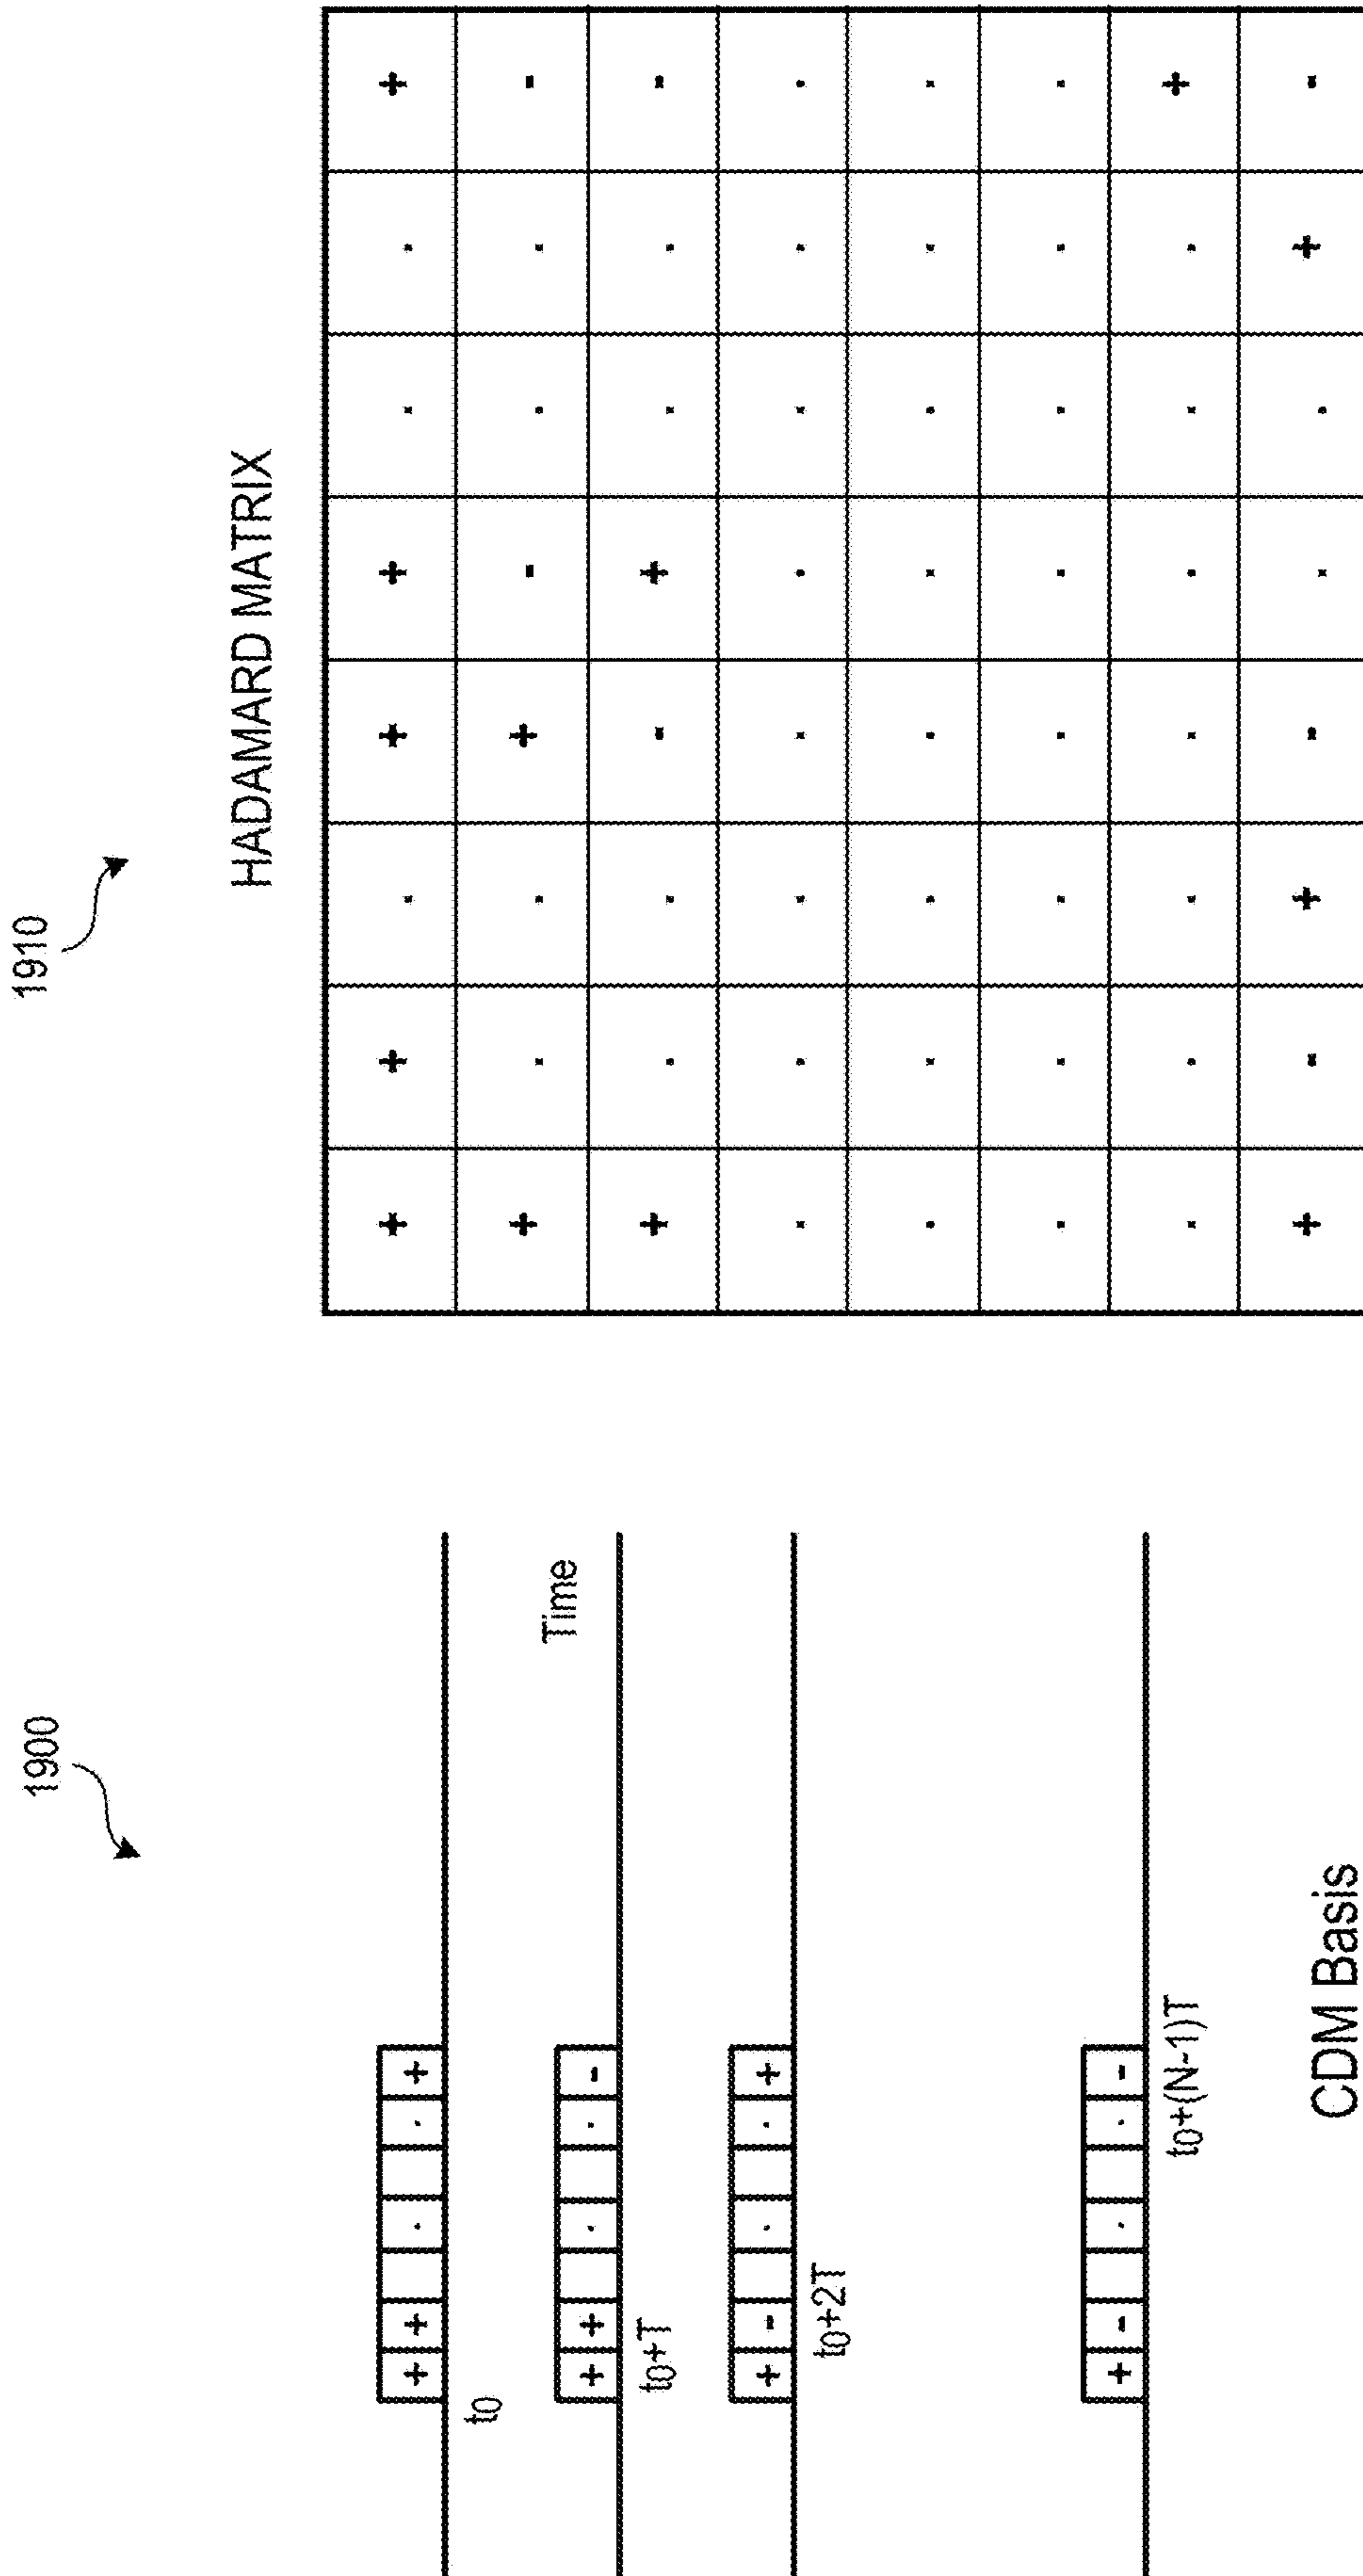 1900
t0
+ + . . +
Time
t0+T
+ + . . -
t0+2T
+ - . . +
t0+(N-1)T
+ - . . -
CDM Basis
1910
HADAMARD MATRIX
+ + . + + . . +
+ . . + - . . -
+ . . - + . . -
. . . . . . . .
. . . . . . . .
. . . . . . . .
. . . . . . . +
+ - + - . . + -